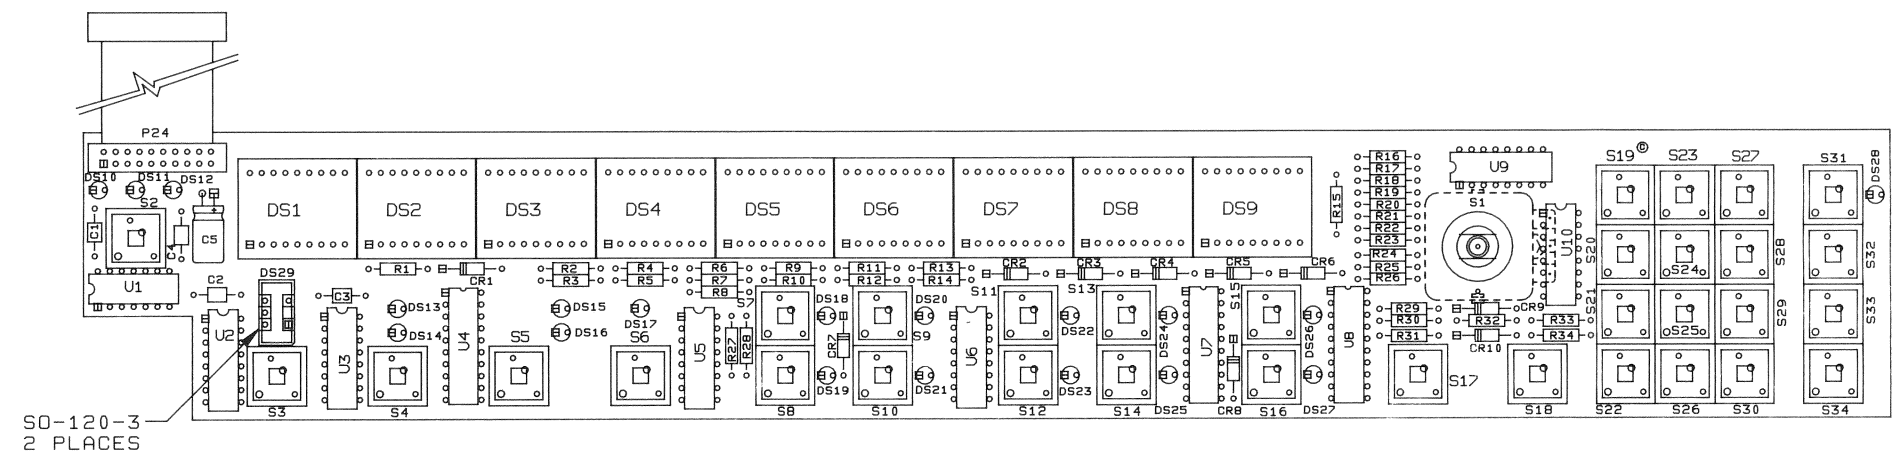 P24
DS10 DS11 DS12
S2
C1
C4
C5
U1
DS1 DS2 DS3 DS4 DS5 DS6 DS7 DS8 DS9
R15
R16
R17
R18
R19
R20
R21
R22
R23
R24
R25
R26
U9
S1
U10
S20
S21
S19 © S23 S27 S31
DS28
S24
S28
S32
S25
S29
S33
C2
DS29
C3
R1
CR1
R2
R3
R4
R5
R6
R7
R8
R9
R10
R11
R12
R13
R14
CR2 CR3 CR4 CR5 CR6
S7
S11
S13
S15
DS13
DS14
DS15
DS16
DS17
DS18
DS19
DS20
DS21
DS22
DS23
DS24
DS25
DS26
DS27
U2
U3
U4
U5
U6
U7
U8
R27
R28
CR7
CR8
S9
R29
R30
R31
CR9
R32
CR10
R33
R34
S3 S4 S5 S6 S8 S10 S12 S14 S16 S17 S18 S22 S26 S30 S34
SO-120-3
2 PLACES